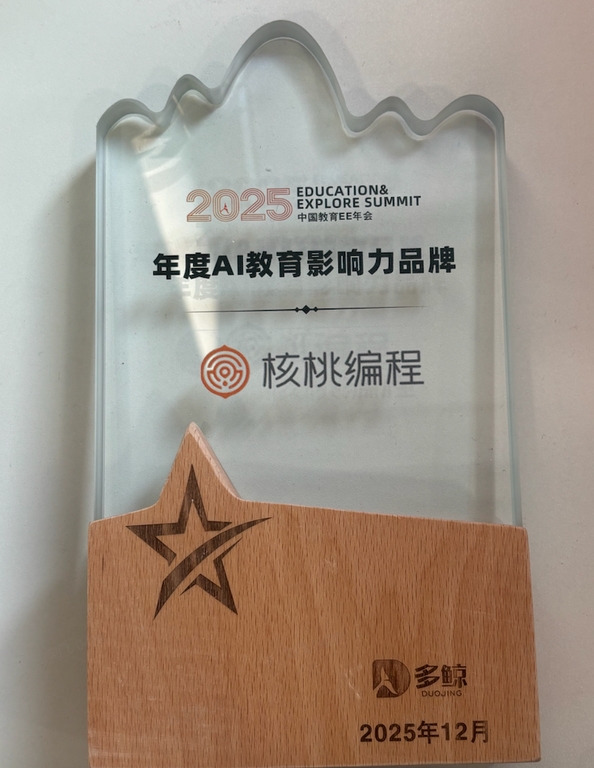 2025 EDUCATION&
EXPLORE SUMMIT
中国教育EE年会
年度AI教育影响力品牌
核桃编程
多鲸
DUOJING
2025年12月